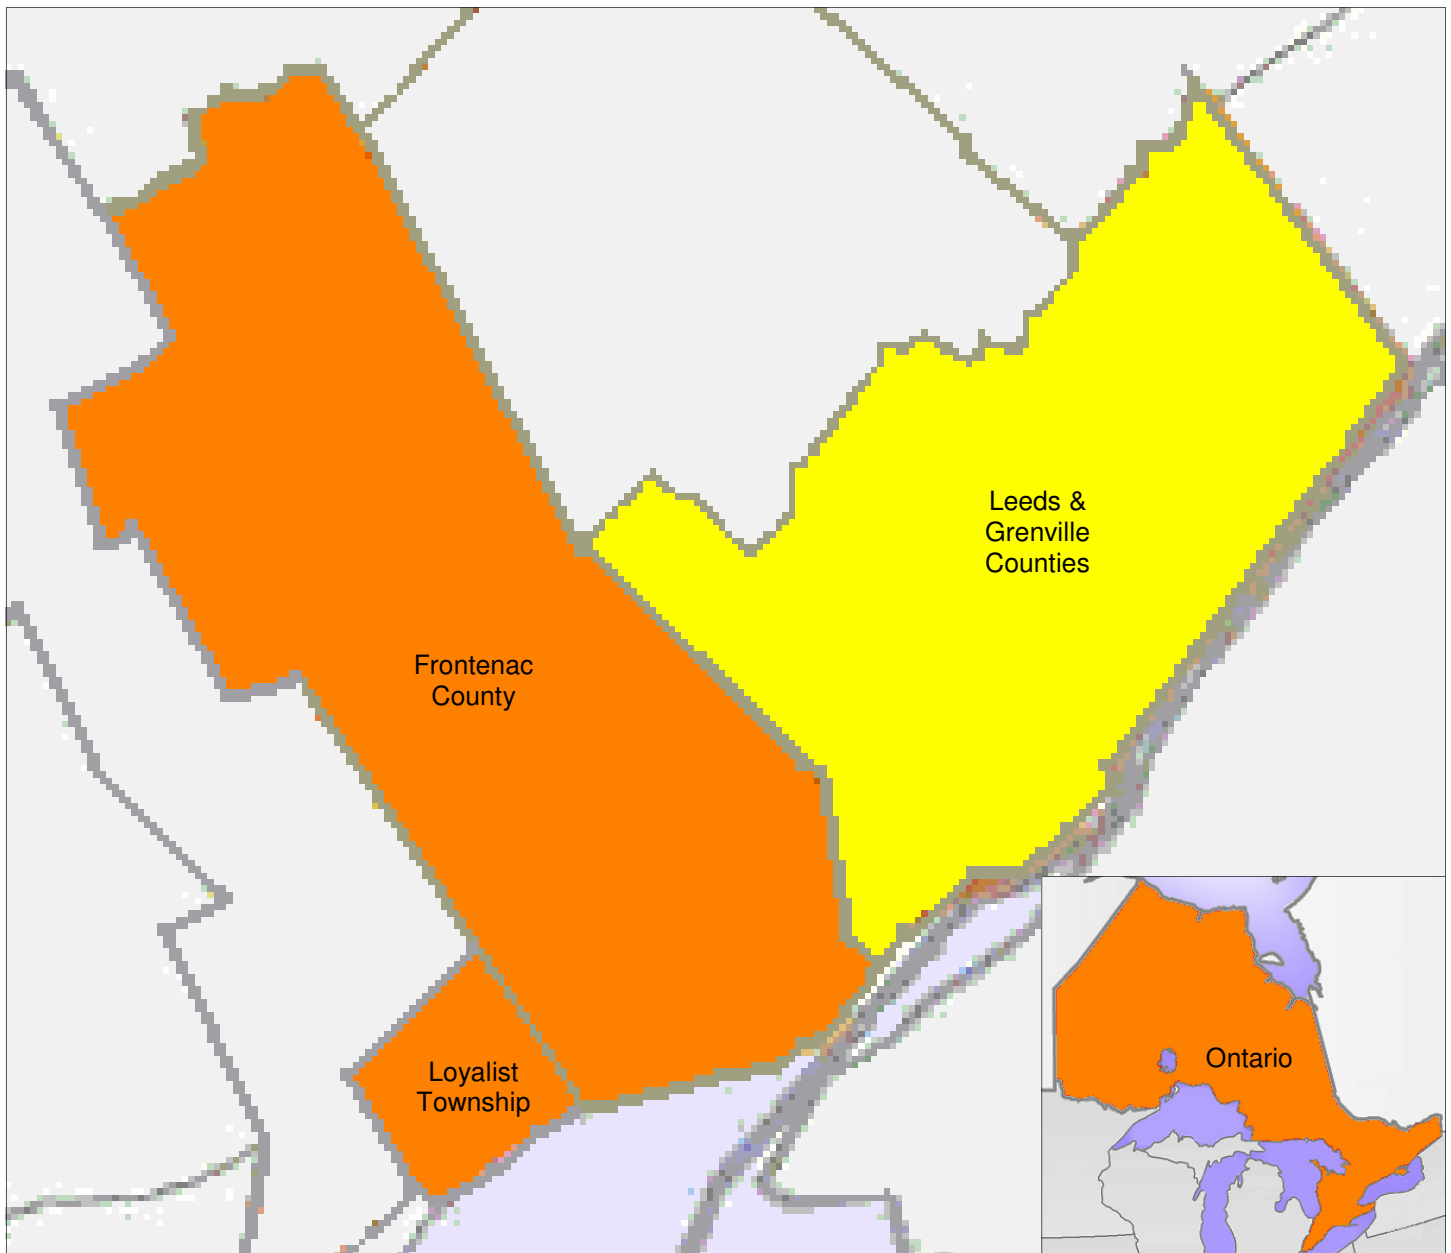 Leeds &
Grenville
Counties
Frontenac
County
Loyalist
Township
Ontario